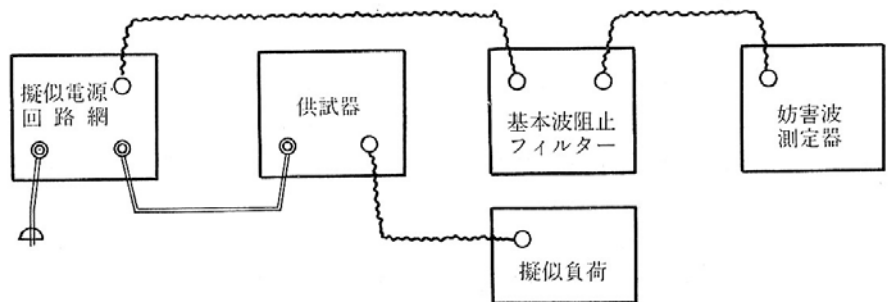 擬似電源
回路網
供試器
基本波阻止
フィルター
妨害波
測定器
擬似負荷